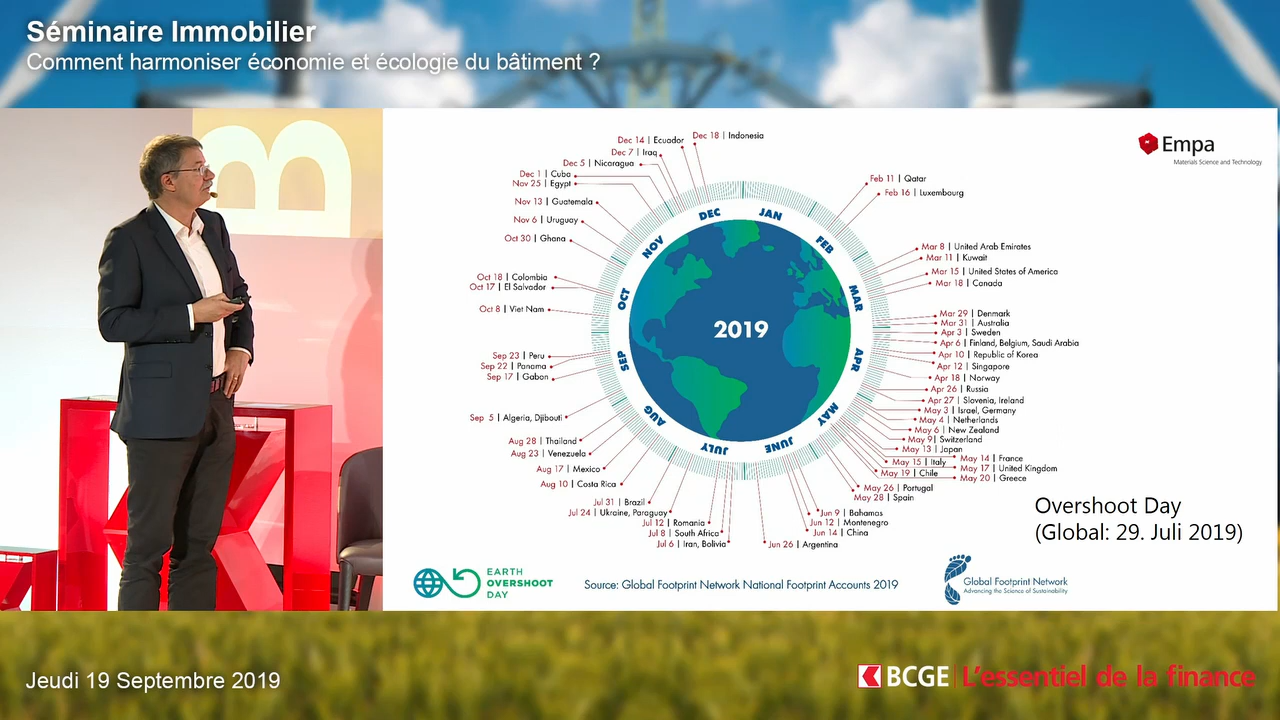 Séminaire Immobilier
Comment harmoniser économie et écologie du bâtiment ?
B
Empa
Materials Science and Technology
Dec 18 | Indonesia
Dec 14 | Ecuador
Dec 7 | Iraq
Dec 5 | Nicaragua
Dec 1 | Cuba
Nov 25 | Egypt
Nov 13 | Guatemala
Nov 6 | Uruguay
Oct 30 | Ghana
Oct 18 | Colombia
Oct 17 | El Salvador
Oct 8 | Viet Nam
Sep 23 | Peru
Sep 22 | Panama
Sep 17 | Gabon
Sep 5 | Algeria, Djibouti
Aug 28 | Thailand
Aug 23 | Venezuela
Aug 17 | Mexico
Aug 10 | Costa Rica
Jul 31 | Brazil
Jul 24 | Ukraine, Paraguay
Jul 12 | Romania
Jul 8 | South Africa
Jul 6 | Iran, Bolivia
Feb 11 | Qatar
Feb 16 | Luxembourg
Mar 8 | United Arab Emirates
Mar 11 | Kuwait
Mar 15 | United States of America
Mar 18 | Canada
Mar 29 | Denmark
Mar 31 | Australia
Apr 3 | Sweden
Apr 6 | Finland, Belgium, Saudi Arabia
Apr 10 | Republic of Korea
Apr 12 | Singapore
Apr 18 | Norway
Apr 26 | Russia
Apr 27 | Slovenia, Ireland
May 3 | Israel, Germany
May 4 | Netherlands
May 6 | New Zealand
May 9 | Switzerland
May 13 | Japan
May 14 | France
May 15 | Italy
May 17 | United Kingdom
May 19 | Chile
May 20 | Greece
May 26 | Portugal
May 28 | Spain
Jun 9 | Bahamas
Jun 12 | Montenegro
Jun 14 | China
Jun 26 | Argentina
JAN
FEB
MAR
APR
MAY
JUNE
JULY
AUG
SEP
OCT
NOV
DEC
2019
Overshoot Day
(Global: 29. Juli 2019)
EARTH
OVERSHOOT
DAY
Source: Global Footprint Network National Footprint Accounts 2019
Global Footprint Network
Advancing the Science of Sustainability
Jeudi 19 Septembre 2019
BCGE | L'essentiel de la finance